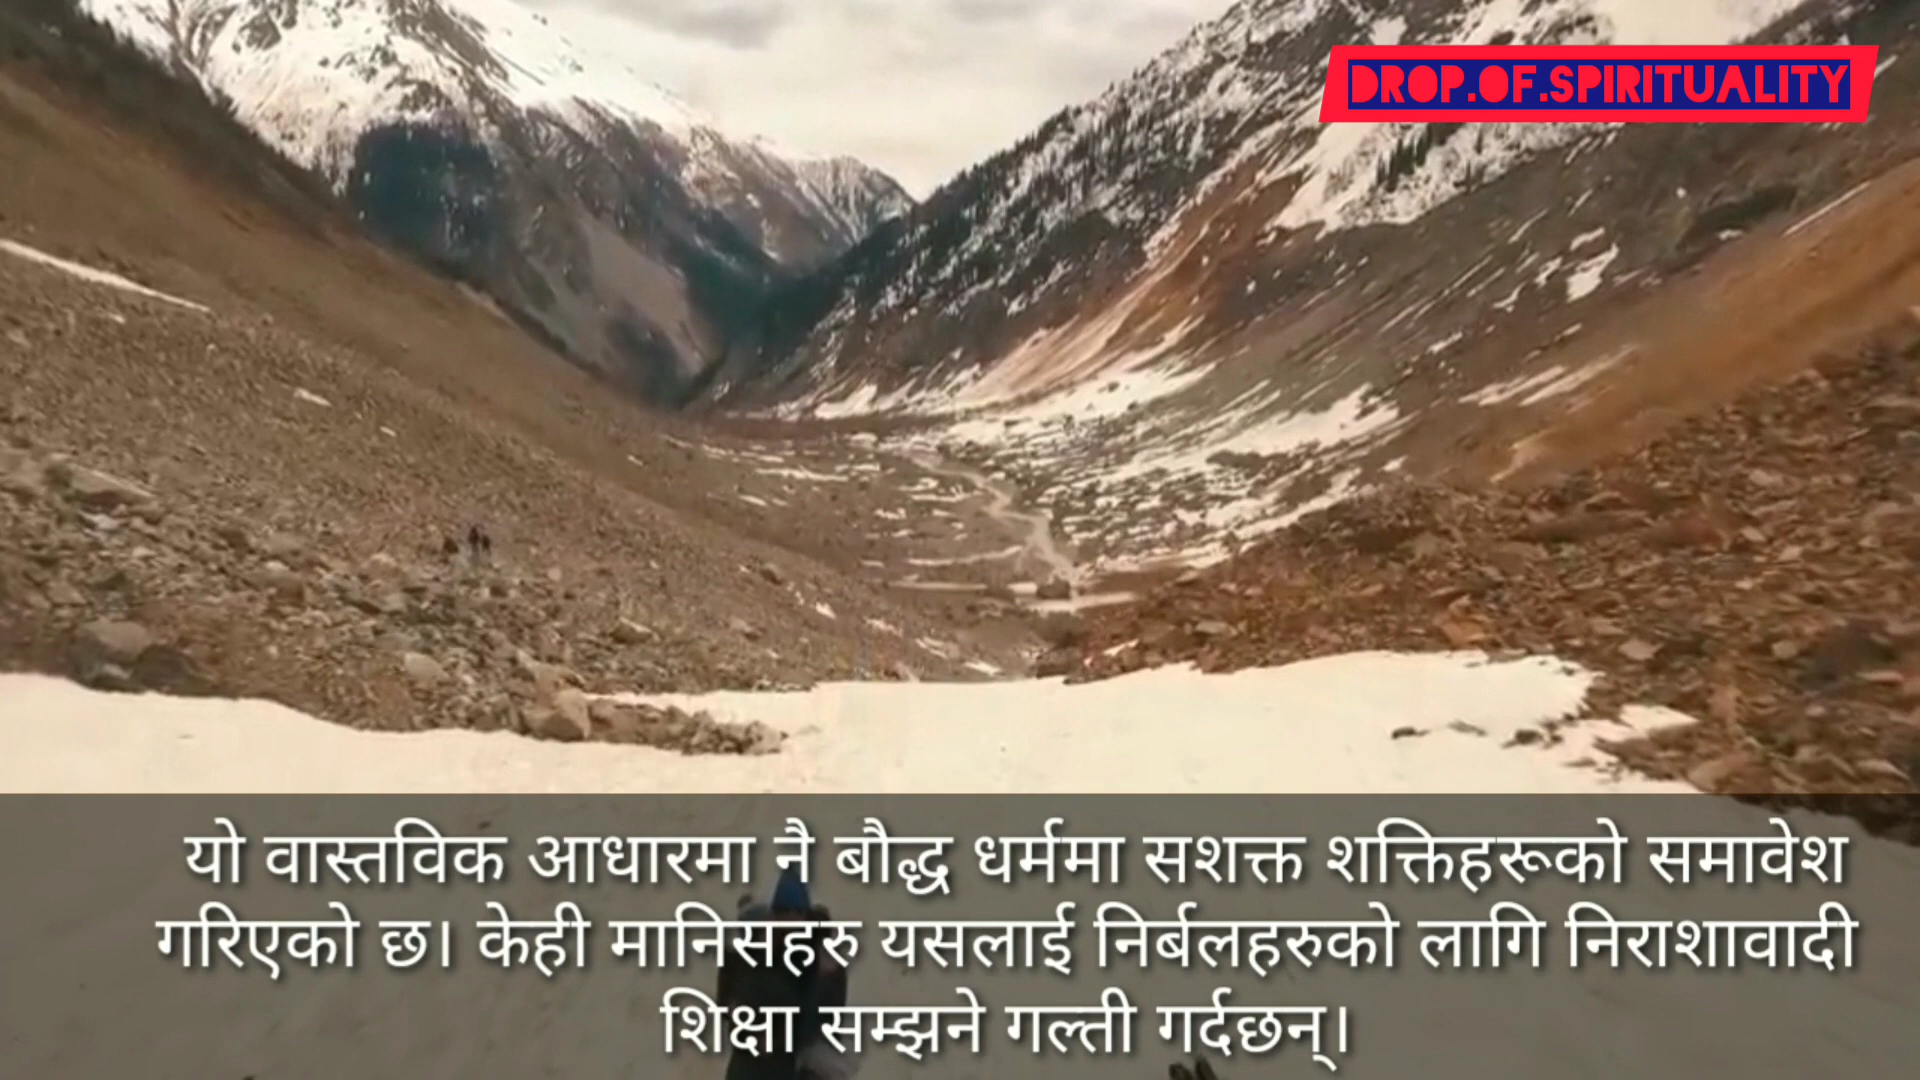 DROP.OF.SPIRITUALITY
यो वास्तविक आधारमा नै बौद्ध धर्ममा सशक्त शक्तिहरूको समावेश
गरिएको छ। केही मानिसहरु यसलाई निर्बलहरुको लागि निराशावादी
शिक्षा सम्झने गल्ती गर्दछन्।